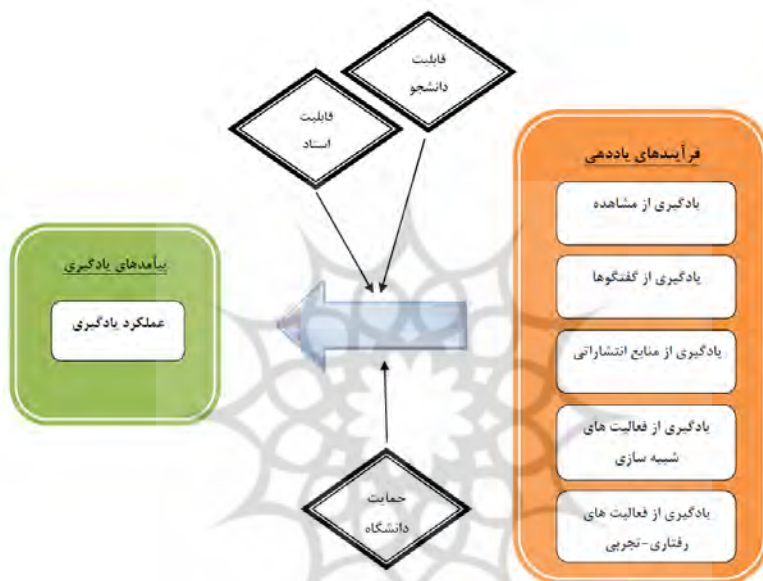 قابلیت
دانشجو
قابلیت
استاد
فرآیندهای یاددهی
یادگیری از مشاهده
یادگیری از گفتگوها
یادگیری از منابع انتشاراتی
یادگیری از فعالیت های
شبیه سازی
یادگیری از فعالیت های
رفتاری-تجربی
پیآمدهای یادگیری
عملکرد یادگیری
حمایت
دانشگاه